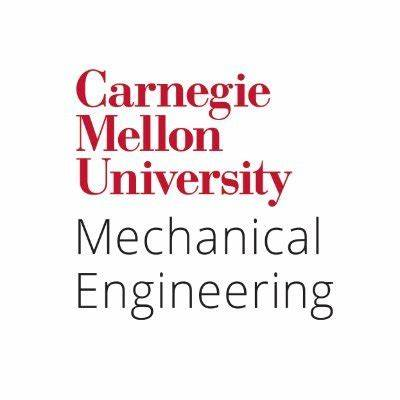 Carnegie
Mellon
University
Mechanical
Engineering